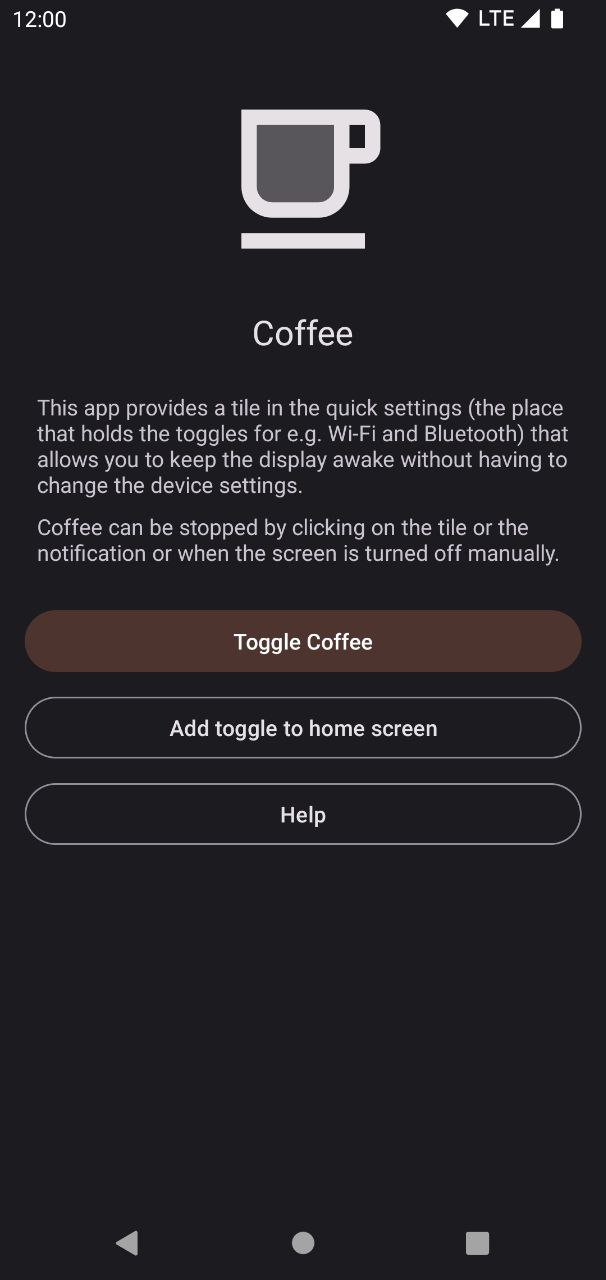 12:00
LTE
Coffee
This app provides a tile in the quick settings (the place
that holds the toggles for e.g. Wi-Fi and Bluetooth) that
allows you to keep the display awake without having to
change the device settings.
Coffee can be stopped by clicking on the tile or the
notification or when the screen is turned off manually.
Toggle Coffee
Add toggle to home screen
Help